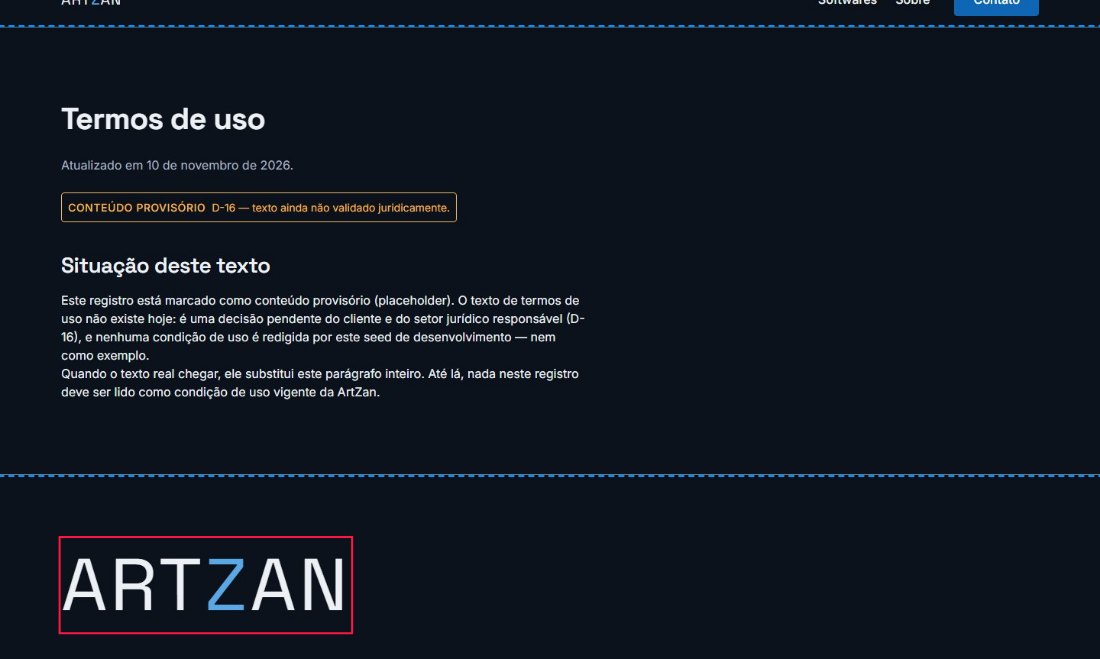 ARTZAN
Softwares Sobre Contato
Termos de uso
Atualizado em 10 de novembro de 2026.
CONTEÚDO PROVISÓRIO D-16 — texto ainda não validado juridicamente.
Situação deste texto
Este registro está marcado como conteúdo provisório (placeholder). O texto de termos de
uso não existe hoje: é uma decisão pendente do cliente e do setor jurídico responsável (D-
16), e nenhuma condição de uso é redigida por este seed de desenvolvimento — nem
como exemplo.
Quando o texto real chegar, ele substitui este parágrafo inteiro. Até lá, nada neste registro
deve ser lido como condição de uso vigente da ArtZan.
ARTZAN